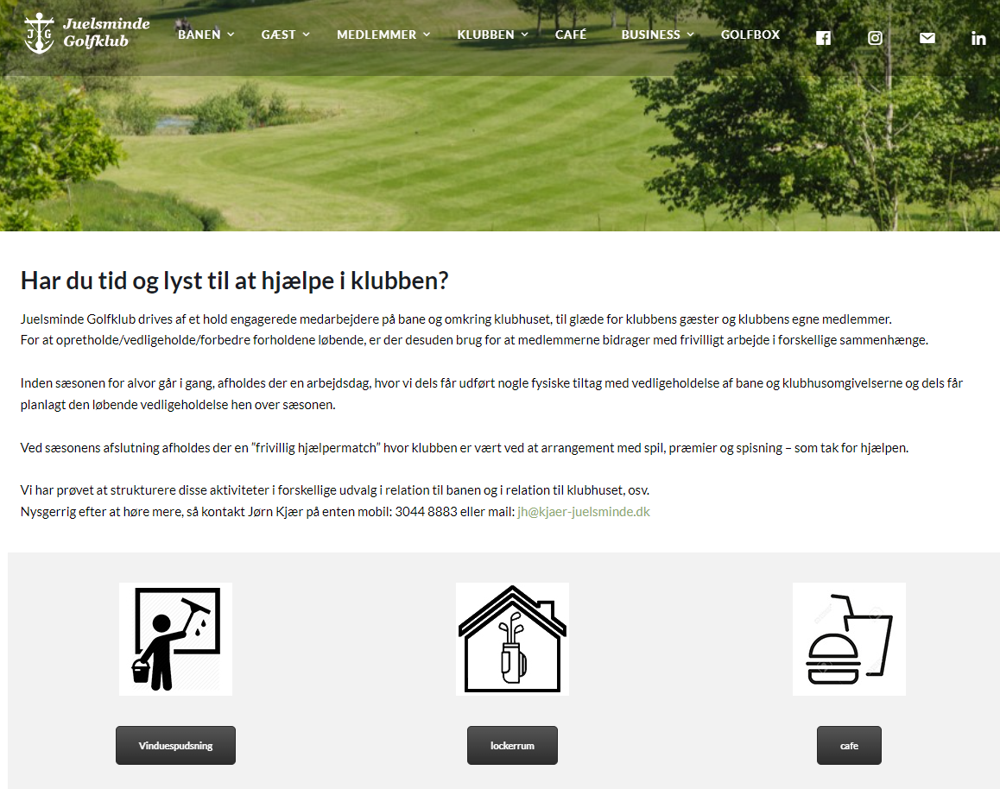 Juelsminde
Golfklub
J G
BANEN GÆST MEDLEMMER KLUBBEN CAFÉ BUSINESS GOLFBOX
Har du tid og lyst til at hjælpe i klubben?
Juelsminde Golfklub drives af et hold engagerede medarbejdere på bane og omkring klubhuset, til glæde for klubbens gæster og klubbens egne medlemmer.
For at opretholde/vedligeholde/forbedre forholdene løbende, er der desuden brug for at medlemmerne bidrager med frivilligt arbejde i forskellige sammenhænge.
Inden sæsonen for alvor går i gang, afholdes der en arbejdsdag, hvor vi dels får udført nogle fysiske tiltag med vedligeholdelse af bane og klubhusomgivelserne og dels får
planlagt den løbende vedligeholdelse hen over sæsonen.
Ved sæsonens afslutning afholdes der en ”frivillig hjælpermatch” hvor klubben er vært ved at arrangement med spil, præmier og spisning – som tak for hjælpen.
Vi har prøvet at strukturere disse aktiviteter i forskellige udvalg i relation til banen og i relation til klubhuset, osv.
Nysgerrig efter at høre mere, så kontakt Jørn Kjær på enten mobil: 3044 8883 eller mail: jh@kjaer-juelsminde.dk
Vinduespudsning
lockerrum
cafe